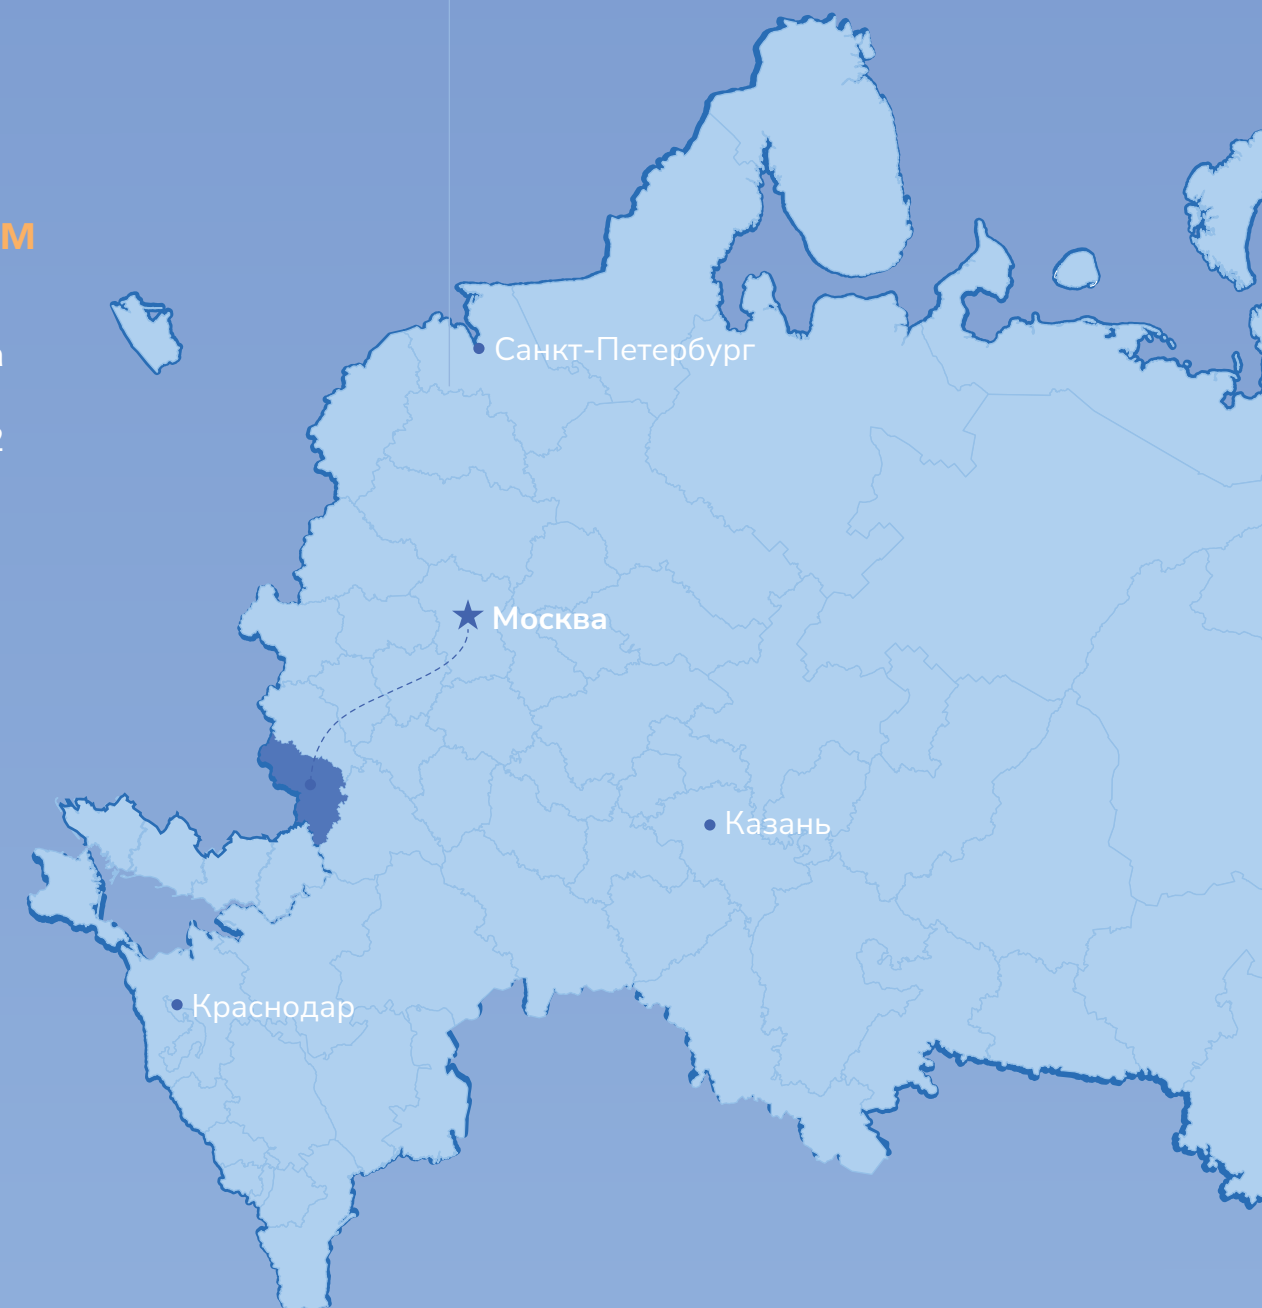 м
Санкт-Петербург
Москва
Казань
Краснодар